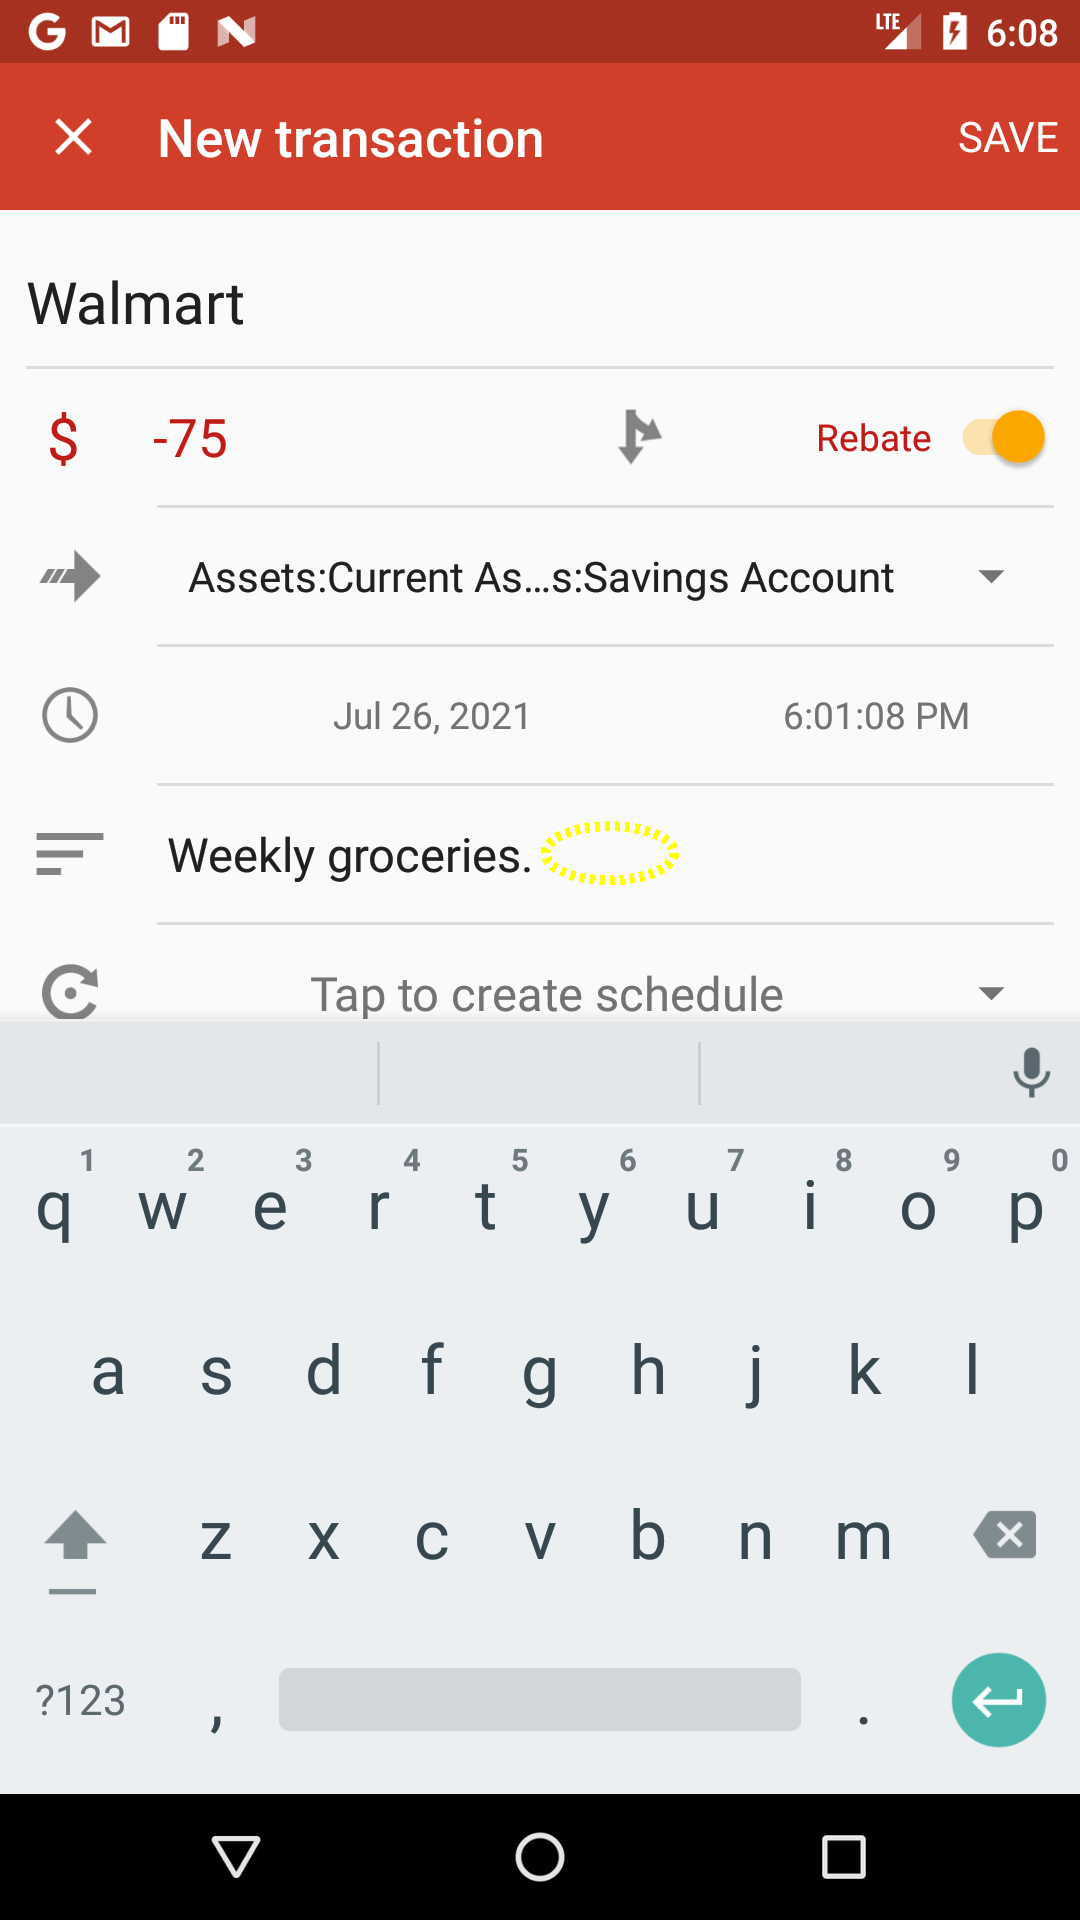 LTE 6:08
New transaction SAVE
Walmart
$ -75 Rebate
Assets:Current As...s:Savings Account
Jul 26, 2021 6:01:08 PM
Weekly groceries.
Tap to create schedule
1 2 3 4 5 6 7 8 9 0
q w e r t y u i o p
a s d f g h j k l
z x c v b n m
?123 , .